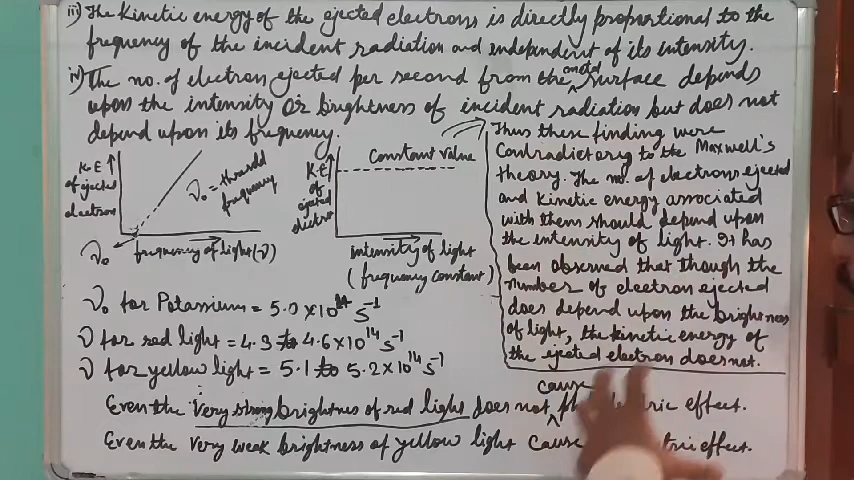 iii) The kinetic energy of the ejected electrons is directly proportional to the
frequency of the incident radiation and independent of its intensity.
iv) The no. of electron ejected per second from the metal surface depends
upon the intensity or brightness of incident radiation but does not
depend upon its frequency.
K.E ↑
of ejected
electron
ν₀ = threshold
frequency
ν₀
frequency of light (ν)
K.E ↑
of
ejected
electron
Constant value
intensity of light
(frequency constant)
Thus these finding were
Contradictory to the Maxwell's
theory. The no. of electrons ejected
and kinetic energy associated
with them should depend upon
the intensity of light. It has
been observed that though the
number of electron ejected
does depend upon the brightness
of light, the kinetic energy of
the ejected electron does not.
ν₀ for Potassium = 5.0 × 10¹⁴ s⁻¹
ν for red light = 4.3 to 4.6 × 10¹⁴ s⁻¹
ν for yellow light = 5.1 to 5.2 × 10¹⁴ s⁻¹
Even the very strong brightness of red light does not cause electric effect.
Even the very weak brightness of yellow light cause effect.